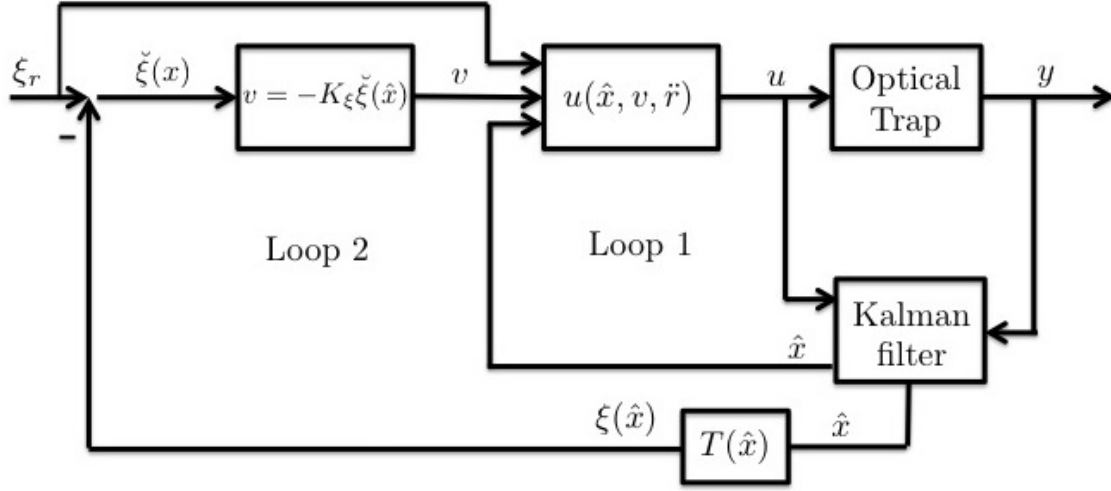 ξ_r
ξ̆(x)
v = −K_ξ ξ̆(x̂)
v
u(x̂, v, r̈)
u
Optical
Trap
y
−
Loop 2
Loop 1
Kalman
filter
x̂
ξ(x̂)
T(x̂)
x̂